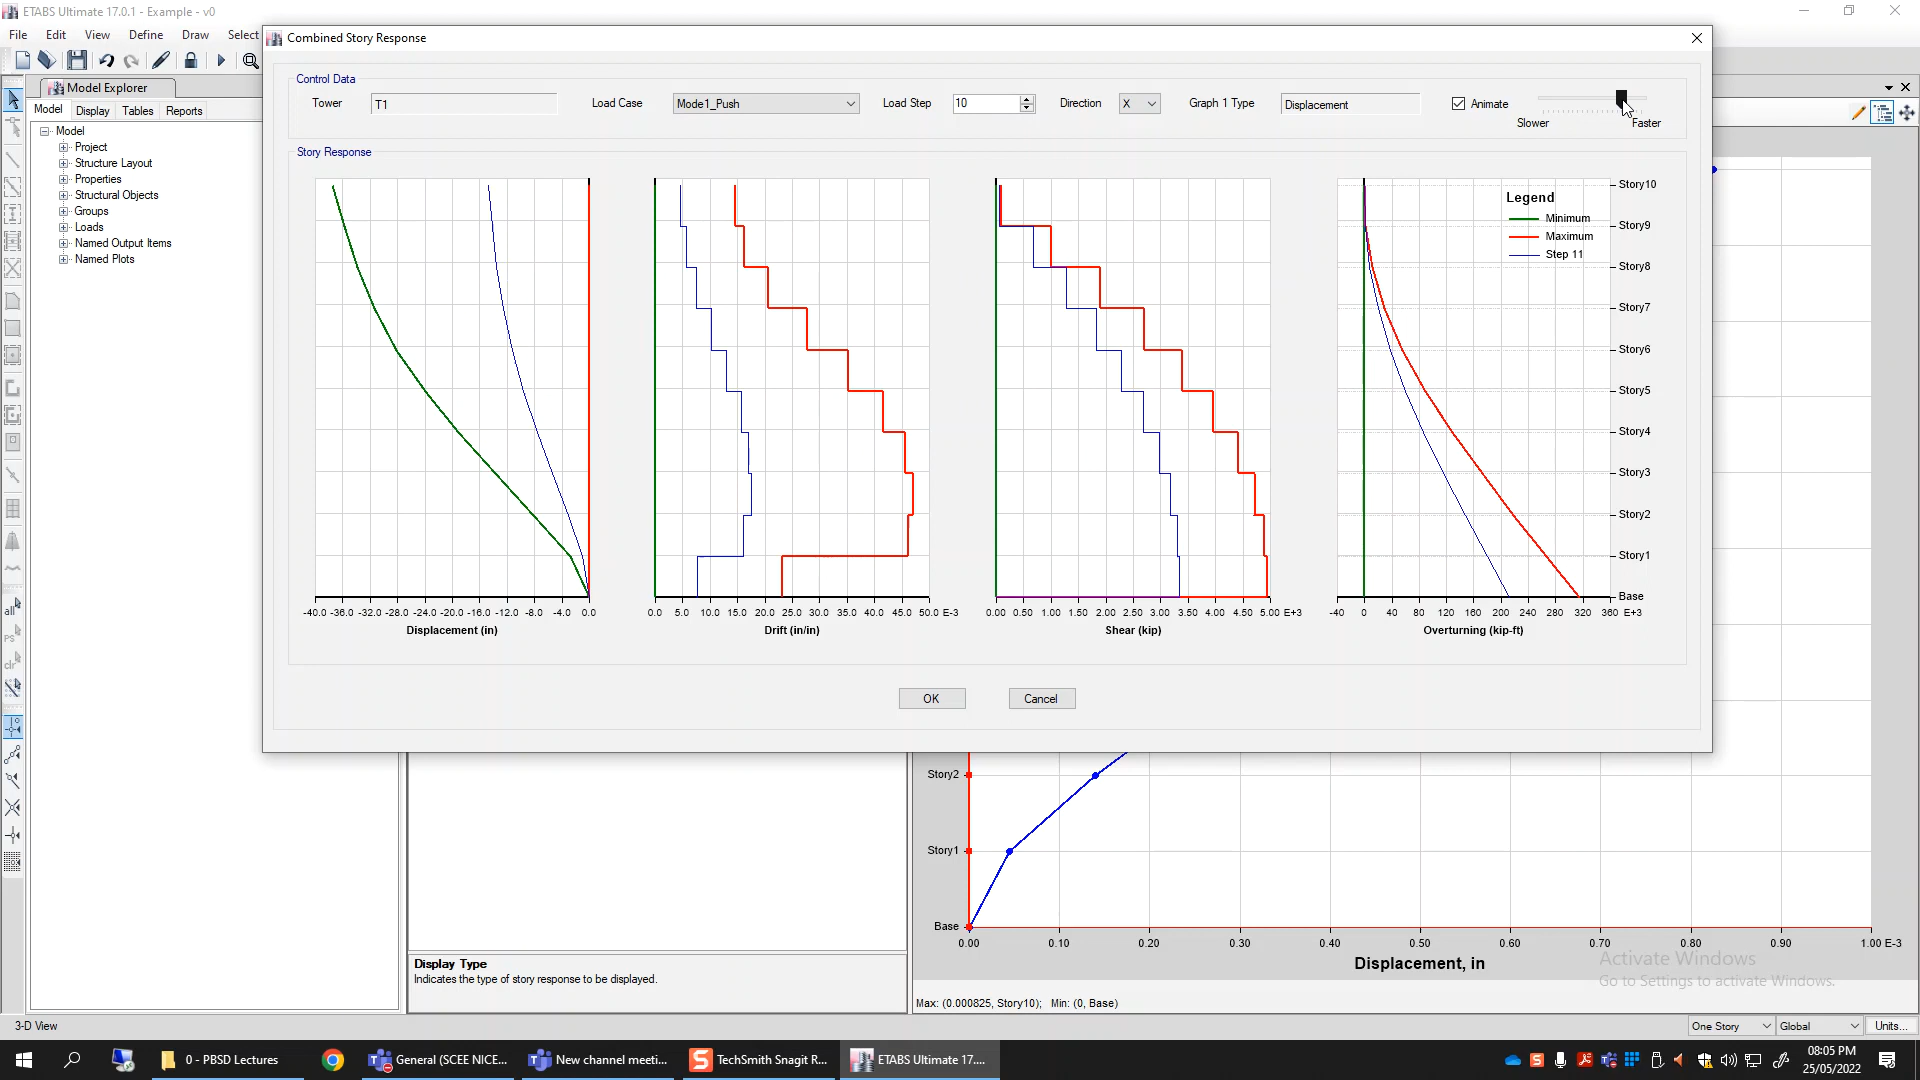 ETABS Ultimate 17.0.1 - Example - v0
File Edit View Define Draw Select
Combined Story Response
Model Explorer
Model Display Tables Reports
Model
Project
Structure Layout
Properties
Structural Objects
Groups
Loads
Named Output Items
Named Plots
all
ps
clr
Control Data
Tower T1 Load Case Mode1_Push Load Step 10 Direction X Graph 1 Type Displacement Animate
Slower Faster
Story Response
Legend
Minimum
Maximum
Step 11
Story10
Story9
Story8
Story7
Story6
Story5
Story4
Story3
Story2
Story1
Base
-40.0 -36.0 -32.0 -28.0 -24.0 -20.0 -16.0 -12.0 -8.0 -4.0 0.0
Displacement (in)
0.0 5.0 10.0 15.0 20.0 25.0 30.0 35.0 40.0 45.0 50.0 E-3
Drift (in/in)
0.00 0.50 1.00 1.50 2.00 2.50 3.00 3.50 4.00 4.50 5.00 E+3
Shear (kip)
-40 0 40 80 120 160 200 240 280 320 360 E+3
Overturning (kip-ft)
OK Cancel
Story2
Story1
Base
0.00 0.10 0.20 0.30 0.40 0.50 0.60 0.70 0.80 0.90 1.00 E-3
Displacement, in
Activate Windows
Go to Settings to activate Windows.
Display Type
Indicates the type of story response to be displayed.
Max: (0.000825, Story10); Min: (0, Base)
3-D View
One Story Global Units...
0 - PBSD Lectures
General (SCEE NICE...
New channel meeti...
TechSmith Snagit R...
ETABS Ultimate 17....
08:05 PM
25/05/2022